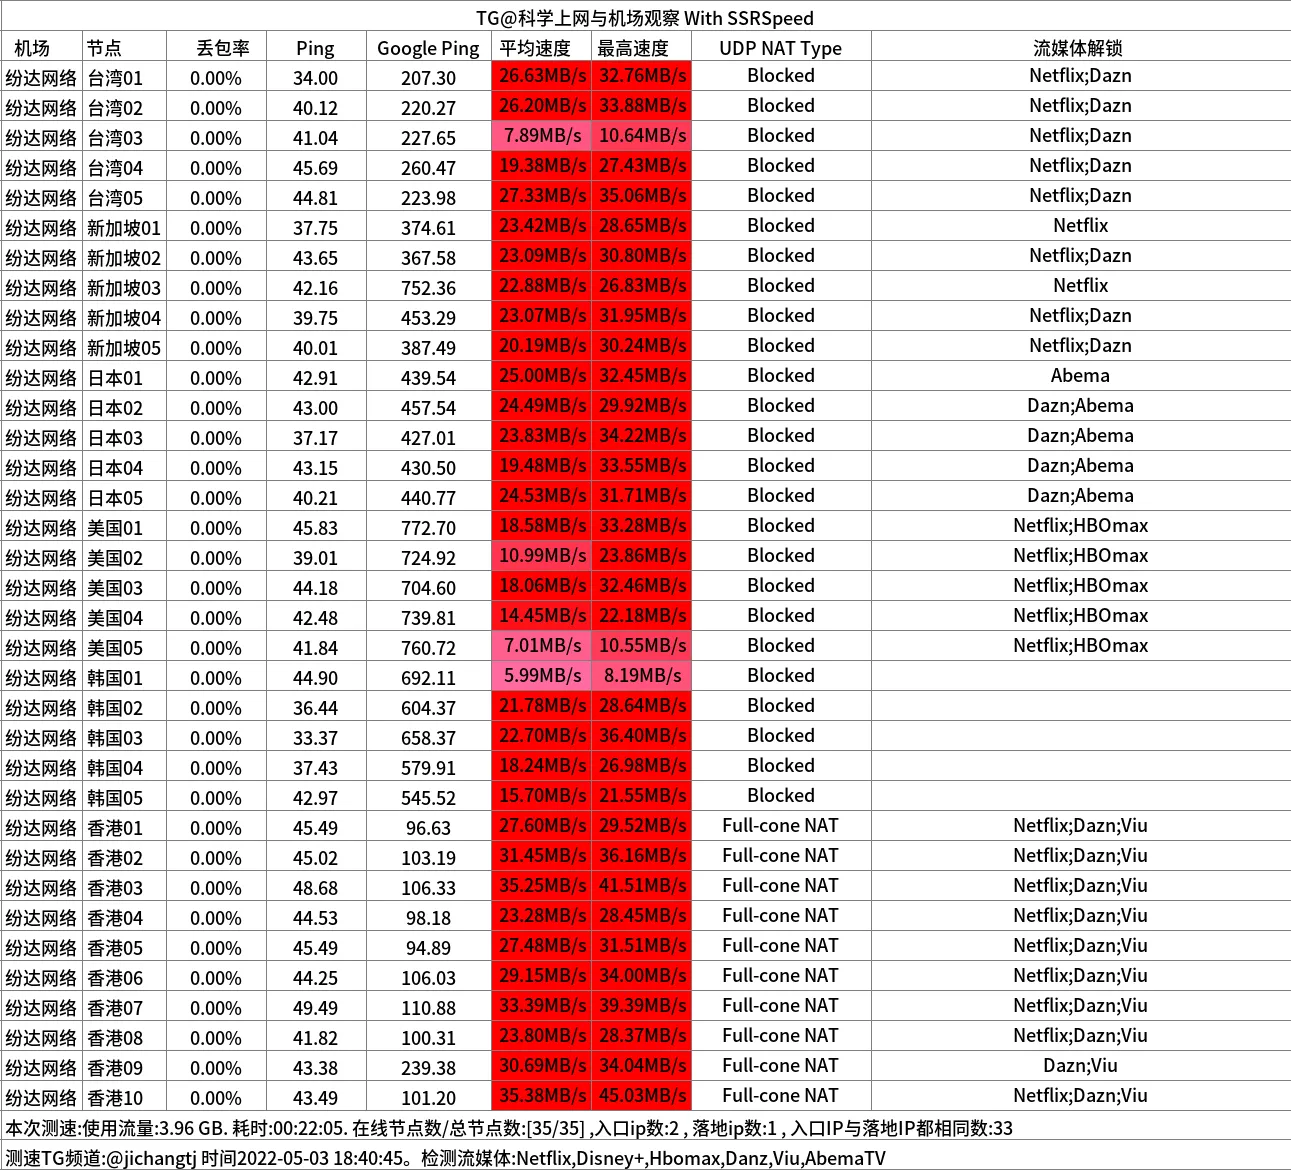 TG@科学上网与机场观察 With SSRSpeed
机场 节点 丢包率 Ping Google Ping 平均速度 最高速度 UDP NAT Type 流媒体解锁
纷达网络 台湾01 0.00% 34.00 207.30 26.63MB/s 32.76MB/s Blocked Netflix;Dazn
纷达网络 台湾02 0.00% 40.12 220.27 26.20MB/s 33.88MB/s Blocked Netflix;Dazn
纷达网络 台湾03 0.00% 41.04 227.65 7.89MB/s 10.64MB/s Blocked Netflix;Dazn
纷达网络 台湾04 0.00% 45.69 260.47 19.38MB/s 27.43MB/s Blocked Netflix;Dazn
纷达网络 台湾05 0.00% 44.81 223.98 27.33MB/s 35.06MB/s Blocked Netflix;Dazn
纷达网络 新加坡01 0.00% 37.75 374.61 23.42MB/s 28.65MB/s Blocked Netflix
纷达网络 新加坡02 0.00% 43.65 367.58 23.09MB/s 30.80MB/s Blocked Netflix;Dazn
纷达网络 新加坡03 0.00% 42.16 752.36 22.88MB/s 26.83MB/s Blocked Netflix
纷达网络 新加坡04 0.00% 39.75 453.29 23.07MB/s 31.95MB/s Blocked Netflix;Dazn
纷达网络 新加坡05 0.00% 40.01 387.49 20.19MB/s 30.24MB/s Blocked Netflix;Dazn
纷达网络 日本01 0.00% 42.91 439.54 25.00MB/s 32.45MB/s Blocked Abema
纷达网络 日本02 0.00% 43.00 457.54 24.49MB/s 29.92MB/s Blocked Dazn;Abema
纷达网络 日本03 0.00% 37.17 427.01 23.83MB/s 34.22MB/s Blocked Dazn;Abema
纷达网络 日本04 0.00% 43.15 430.50 19.48MB/s 33.55MB/s Blocked Dazn;Abema
纷达网络 日本05 0.00% 40.21 440.77 24.53MB/s 31.71MB/s Blocked Dazn;Abema
纷达网络 美国01 0.00% 45.83 772.70 18.58MB/s 33.28MB/s Blocked Netflix;HBOmax
纷达网络 美国02 0.00% 39.01 724.92 10.99MB/s 23.86MB/s Blocked Netflix;HBOmax
纷达网络 美国03 0.00% 44.18 704.60 18.06MB/s 32.46MB/s Blocked Netflix;HBOmax
纷达网络 美国04 0.00% 42.48 739.81 14.45MB/s 22.18MB/s Blocked Netflix;HBOmax
纷达网络 美国05 0.00% 41.84 760.72 7.01MB/s 10.55MB/s Blocked Netflix;HBOmax
纷达网络 韩国01 0.00% 44.90 692.11 5.99MB/s 8.19MB/s Blocked
纷达网络 韩国02 0.00% 36.44 604.37 21.78MB/s 28.64MB/s Blocked
纷达网络 韩国03 0.00% 33.37 658.37 22.70MB/s 36.40MB/s Blocked
纷达网络 韩国04 0.00% 37.43 579.91 18.24MB/s 26.98MB/s Blocked
纷达网络 韩国05 0.00% 42.97 545.52 15.70MB/s 21.55MB/s Blocked
纷达网络 香港01 0.00% 45.49 96.63 27.60MB/s 29.52MB/s Full-cone NAT Netflix;Dazn;Viu
纷达网络 香港02 0.00% 45.02 103.19 31.45MB/s 36.16MB/s Full-cone NAT Netflix;Dazn;Viu
纷达网络 香港03 0.00% 48.68 106.33 35.25MB/s 41.51MB/s Full-cone NAT Netflix;Dazn;Viu
纷达网络 香港04 0.00% 44.53 98.18 23.28MB/s 28.45MB/s Full-cone NAT Netflix;Dazn;Viu
纷达网络 香港05 0.00% 45.49 94.89 27.48MB/s 31.51MB/s Full-cone NAT Netflix;Dazn;Viu
纷达网络 香港06 0.00% 44.25 106.03 29.15MB/s 34.00MB/s Full-cone NAT Netflix;Dazn;Viu
纷达网络 香港07 0.00% 49.49 110.88 33.39MB/s 39.39MB/s Full-cone NAT Netflix;Dazn;Viu
纷达网络 香港08 0.00% 41.82 100.31 23.80MB/s 28.37MB/s Full-cone NAT Netflix;Dazn;Viu
纷达网络 香港09 0.00% 43.38 239.38 30.69MB/s 34.04MB/s Full-cone NAT Dazn;Viu
纷达网络 香港10 0.00% 43.49 101.20 35.38MB/s 45.03MB/s Full-cone NAT Netflix;Dazn;Viu
本次测速:使用流量:3.96 GB. 耗时:00:22:05. 在线节点数/总节点数:[35/35] ,入口ip数:2 , 落地ip数:1 , 入口IP与落地IP都相同数:33
测速TG频道:@jichangtj 时间2022-05-03 18:40:45。检测流媒体:Netflix,Disney+,Hbomax,Danz,Viu,AbemaTV